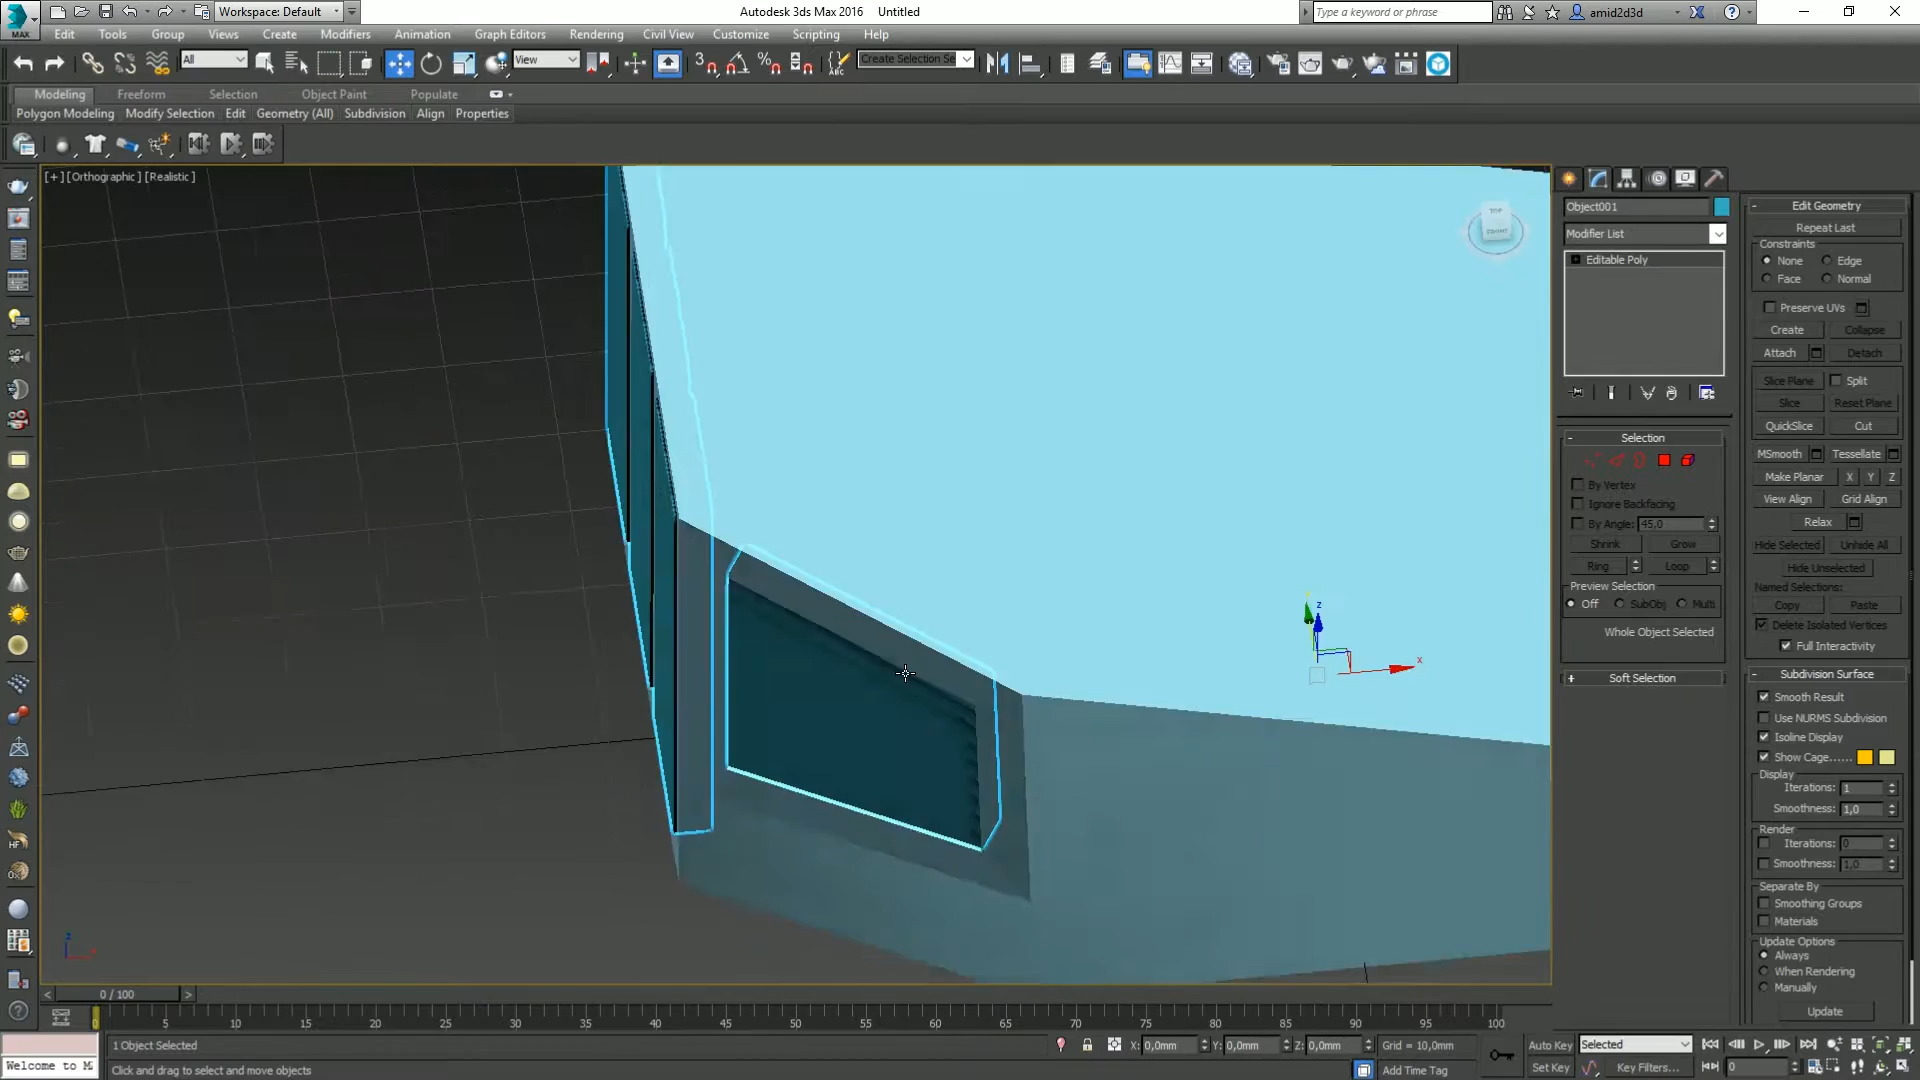 MAX
Workspace: Default
Autodesk 3ds Max 2016    Untitled
Type a keyword or phrase
amid2d3d
Edit Tools Group Views Create Modifiers Animation Graph Editors Rendering Civil View Customize Scripting Help
All
View
3
ABC
Create Selection Se
Modeling Freeform Selection Object Paint Populate
Polygon Modeling Modify Selection Edit Geometry (All) Subdivision Align Properties
[+] [Orthographic] [Realistic]
TOP
z
x
z
Object001
Modifier List
Editable Poly
Selection
By Vertex
Ignore Backfacing
By Angle: 45,0
Shrink Grow
Ring Loop
Preview Selection
Off SubObj Multi
Whole Object Selected
Soft Selection
Edit Geometry
Repeat Last
Constraints
None Edge
Face Normal
Preserve UVs
Create Collapse
Attach Detach
Slice Plane Split
Slice Reset Plane
QuickSlice Cut
MSmooth Tessellate
Make Planar X Y Z
View Align Grid Align
Relax
Hide Selected Unhide All
Hide Unselected
Named Selections:
Copy Paste
Delete Isolated Vertices
Full Interactivity
Subdivision Surface
Smooth Result
Use NURMS Subdivision
Isoline Display
Show Cage......
Display
Iterations: 1
Smoothness: 1,0
Render
Iterations: 0
Smoothness: 1,0
Separate By
Smoothing Groups
Materials
Update Options
Always
When Rendering
Manually
Update
HF
< 0 / 100 >
0 5 10 15 20 25 30 35 40 45 50 55 60 65 70 75 80 85 90 95 100
1 Object Selected
X: 0,0mm Y: 0,0mm Z: 0,0mm Grid = 10,0mm
Auto Key Selected
Welcome to M
Click and drag to select and move objects
Add Time Tag
Set Key Key Filters... 0